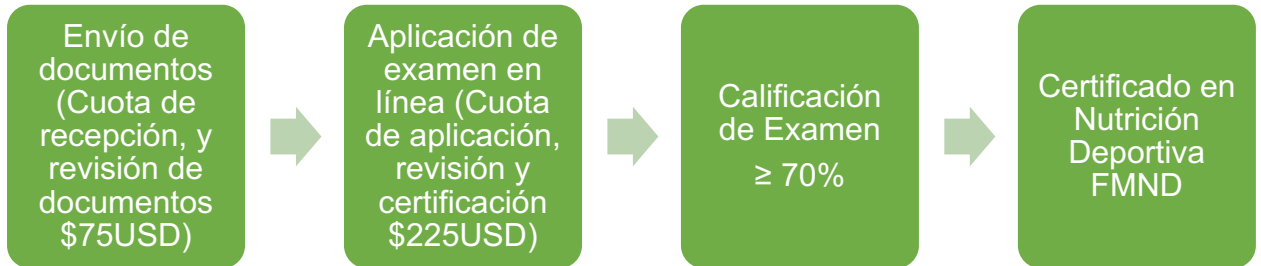 Envío de
documentos
(Cuota de
recepción, y
revisión de
documentos
$75USD)
Aplicación de
examen en
línea (Cuota
de aplicación,
revisión y
certificación
$225USD)
Calificación
de Examen
≥ 70%
Certificado en
Nutrición
Deportiva
FMND